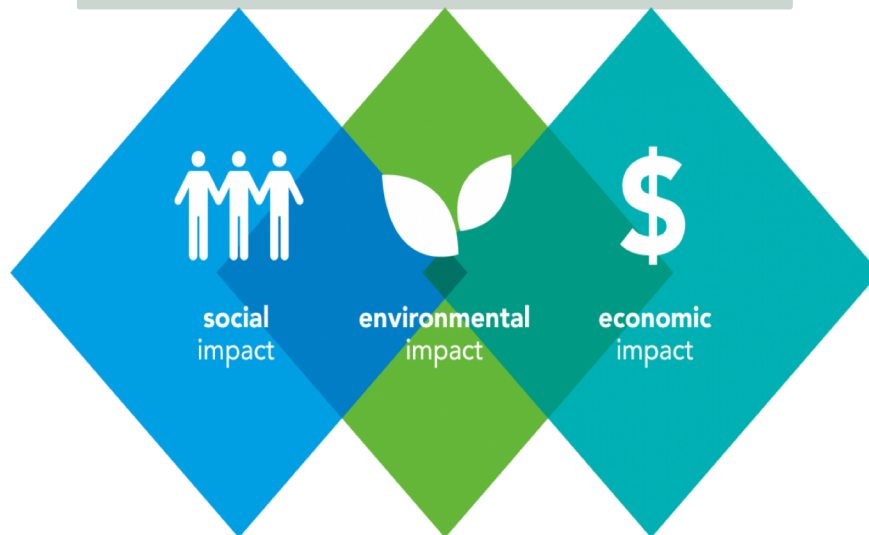 $
social
impact
environmental
impact
economic
impact